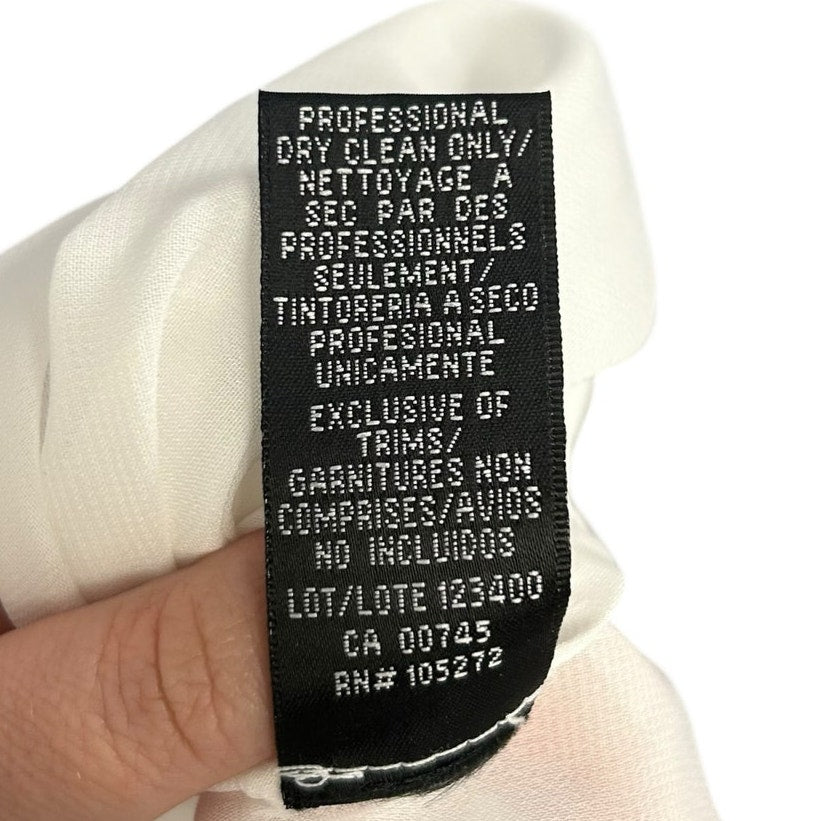 PROFESSIONAL
DRY CLEAN ONLY/
NETTOYAGE A
SEC PAR DES
PROFESSIONNELS
SEULEMENT/
TINTORERIA A SECO
PROFESIONAL
UNICAMENTE
EXCLUSIVE OF
TRIMS/
GARNITURES NON
COMPRISES/AVIOS
NO INCLUIDOS
LOT/LOTE 123400
CA 00745
RN# 105272